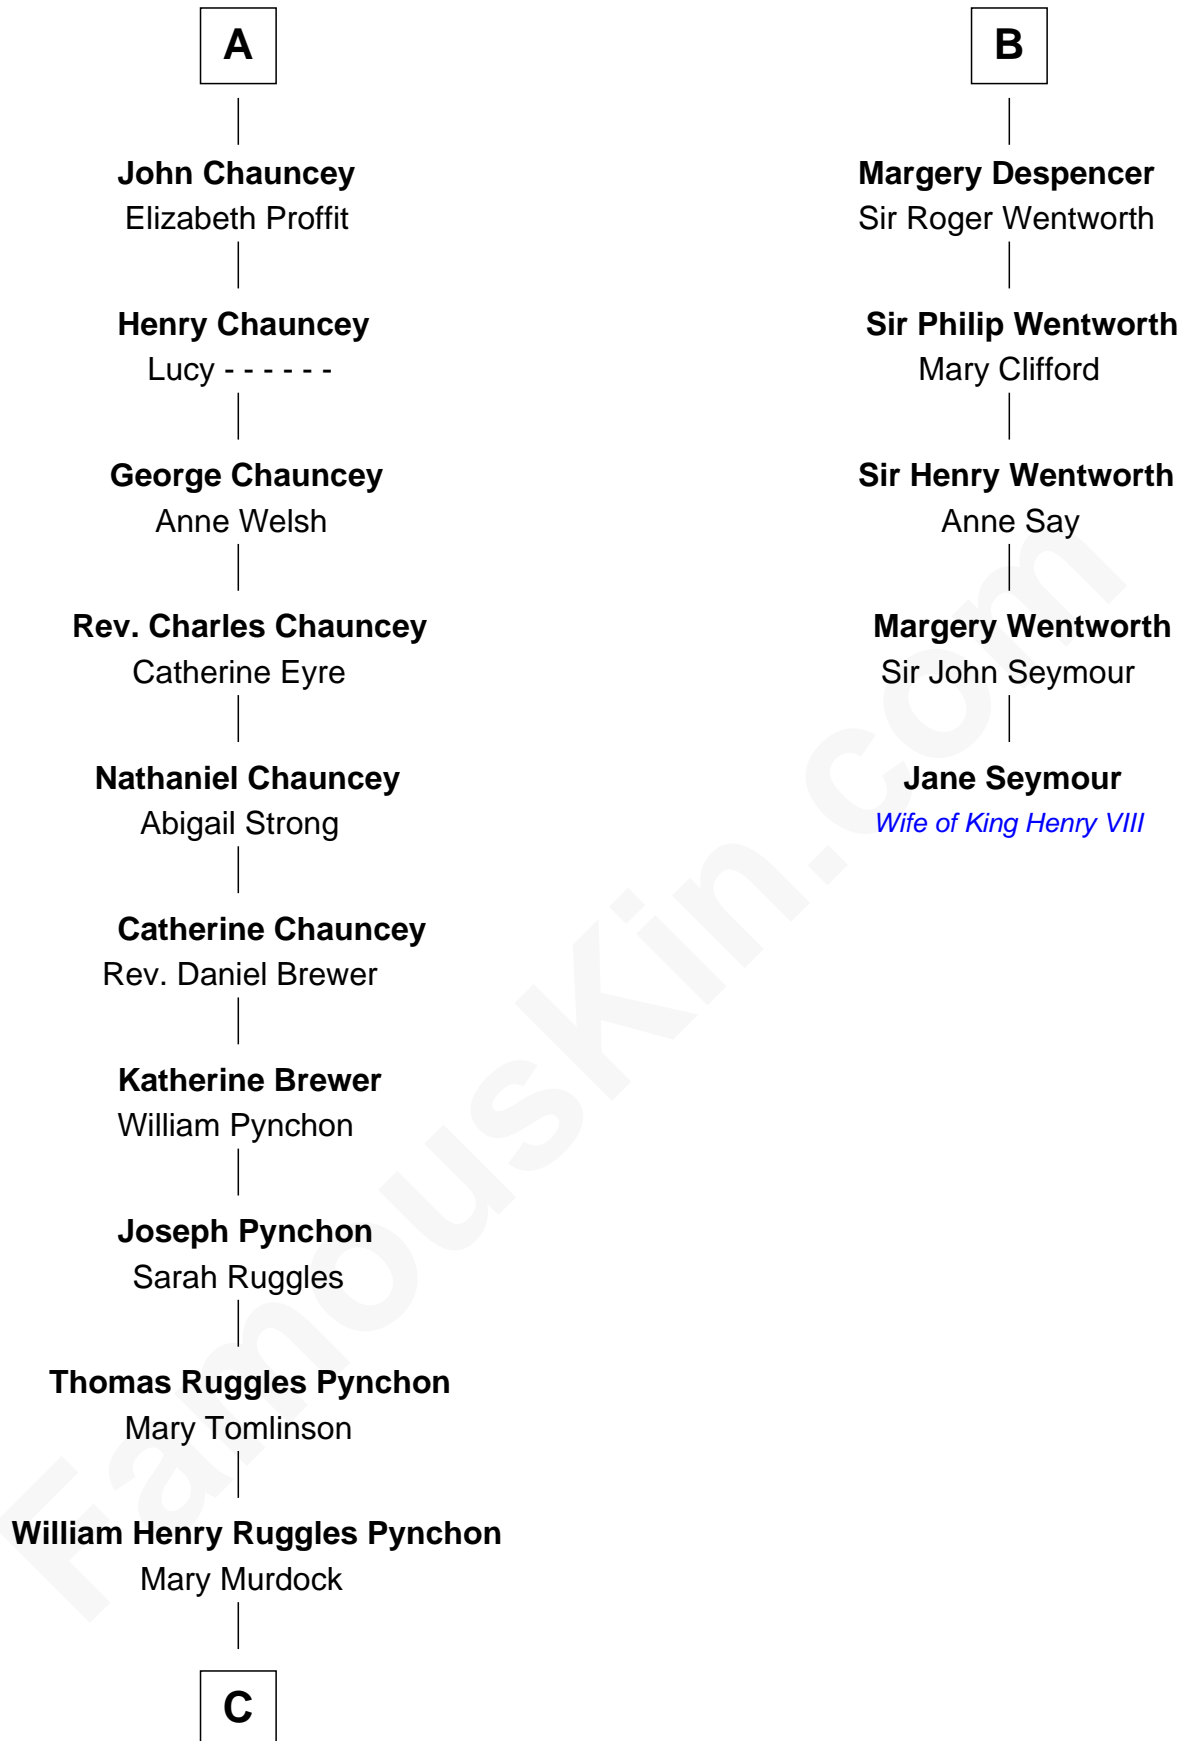 A
John Chauncey
Elizabeth Proffit
Henry Chauncey
Lucy - - - - - -
George Chauncey
Anne Welsh
Rev. Charles Chauncey
Catherine Eyre
Nathaniel Chauncey
Abigail Strong
Catherine Chauncey
Rev. Daniel Brewer
Katherine Brewer
William Pynchon
Joseph Pynchon
Sarah Ruggles
Thomas Ruggles Pynchon
Mary Tomlinson
William Henry Ruggles Pynchon
Mary Murdock
C
B
Margery Despencer
Sir Roger Wentworth
Sir Philip Wentworth
Mary Clifford
Sir Henry Wentworth
Anne Say
Margery Wentworth
Sir John Seymour
Jane Seymour
Wife of King Henry VIII
FamousKin.com